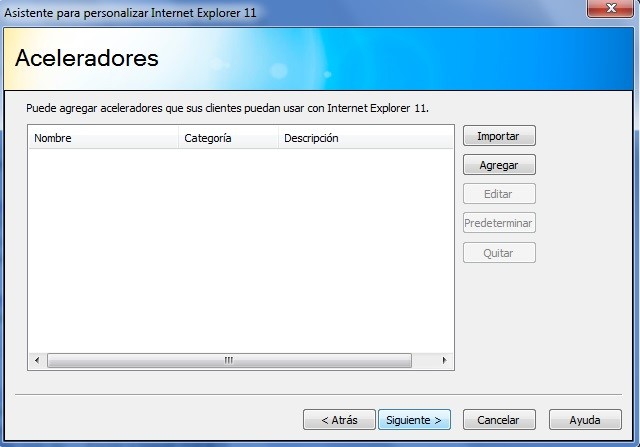 Asistente para personalizar Internet Explorer 11
Aceleradores
Puede agregar aceleradores que sus clientes puedan usar con Internet Explorer 11.
Nombre Categoría Descripción
Importar
Agregar
Editar
Predeterminar
Quitar
< Atrás Siguiente > Cancelar Ayuda